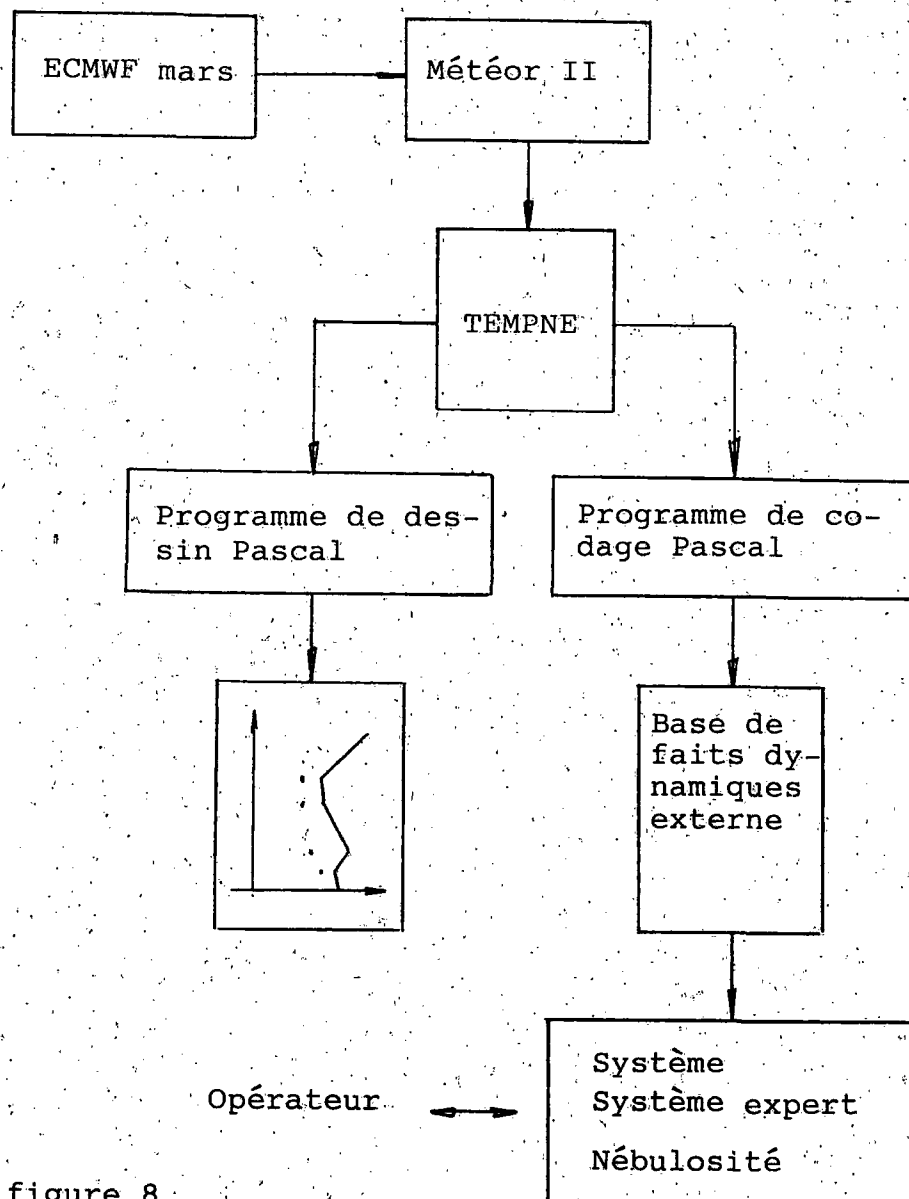 ECMWF mars
Météor II
TEMPNE
Programme de des-
sin Pascal
Programme de co-
dage Pascal
Base de
faits dy-
namiques
externe
Opérateur
Système
Système expert
Nébulosité
figure 8